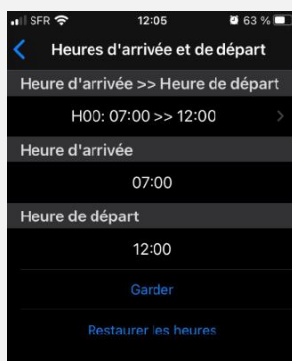 SFR 12:05 63 %
Heures d'arrivée et de départ
Heure d'arrivée >> Heure de départ
H00: 07:00 >> 12:00
Heure d'arrivée
07:00
Heure de départ
12:00
Garder
Restaurer les heures